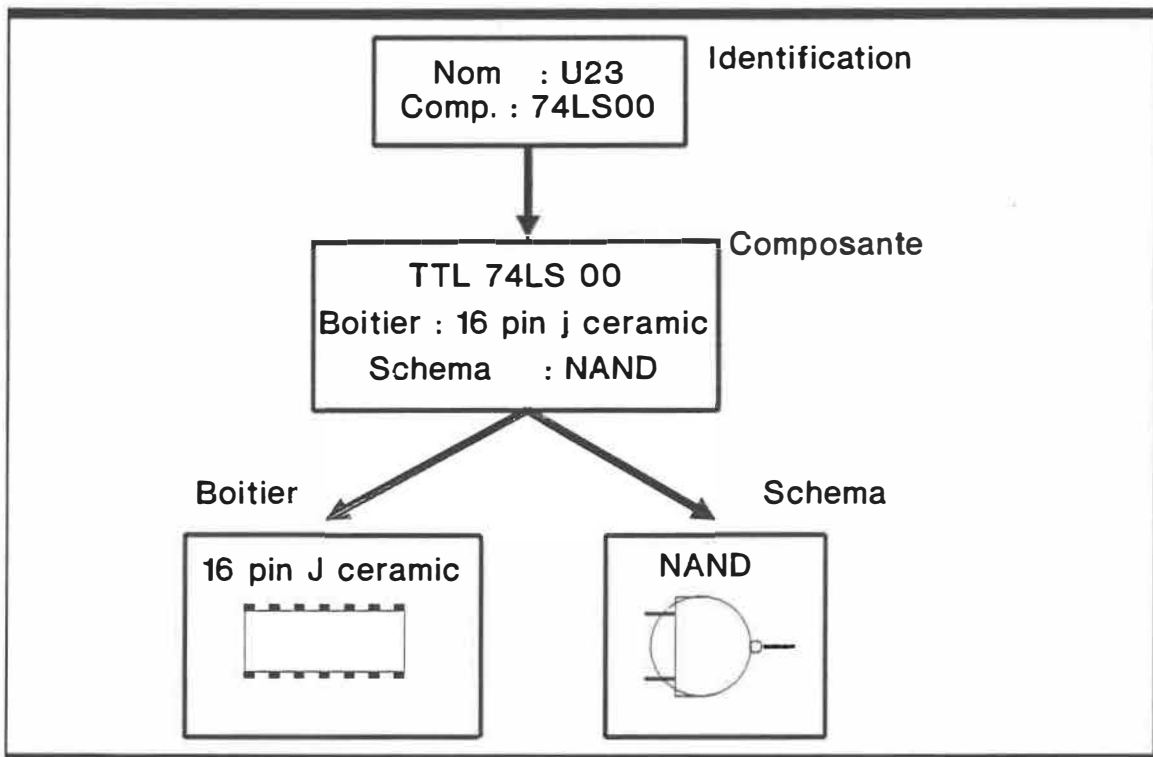 Identification
Nom : U23
Comp. : 74LS00
Composante
TTL 74LS 00
Boitier : 16 pin j ceramic
Schema : NAND
Boitier
Schema
16 pin J ceramic
NAND